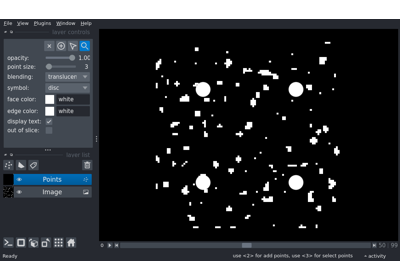 File View Plugins Window Help
layer controls
opacity: 1.00
point size: 3
blending: translucen
symbol: disc
face color: white
edge color: white
display text:
out of slice:
layer list
Points
Image
0 50 99
Ready use <2> for add points, use <3> for select points activity